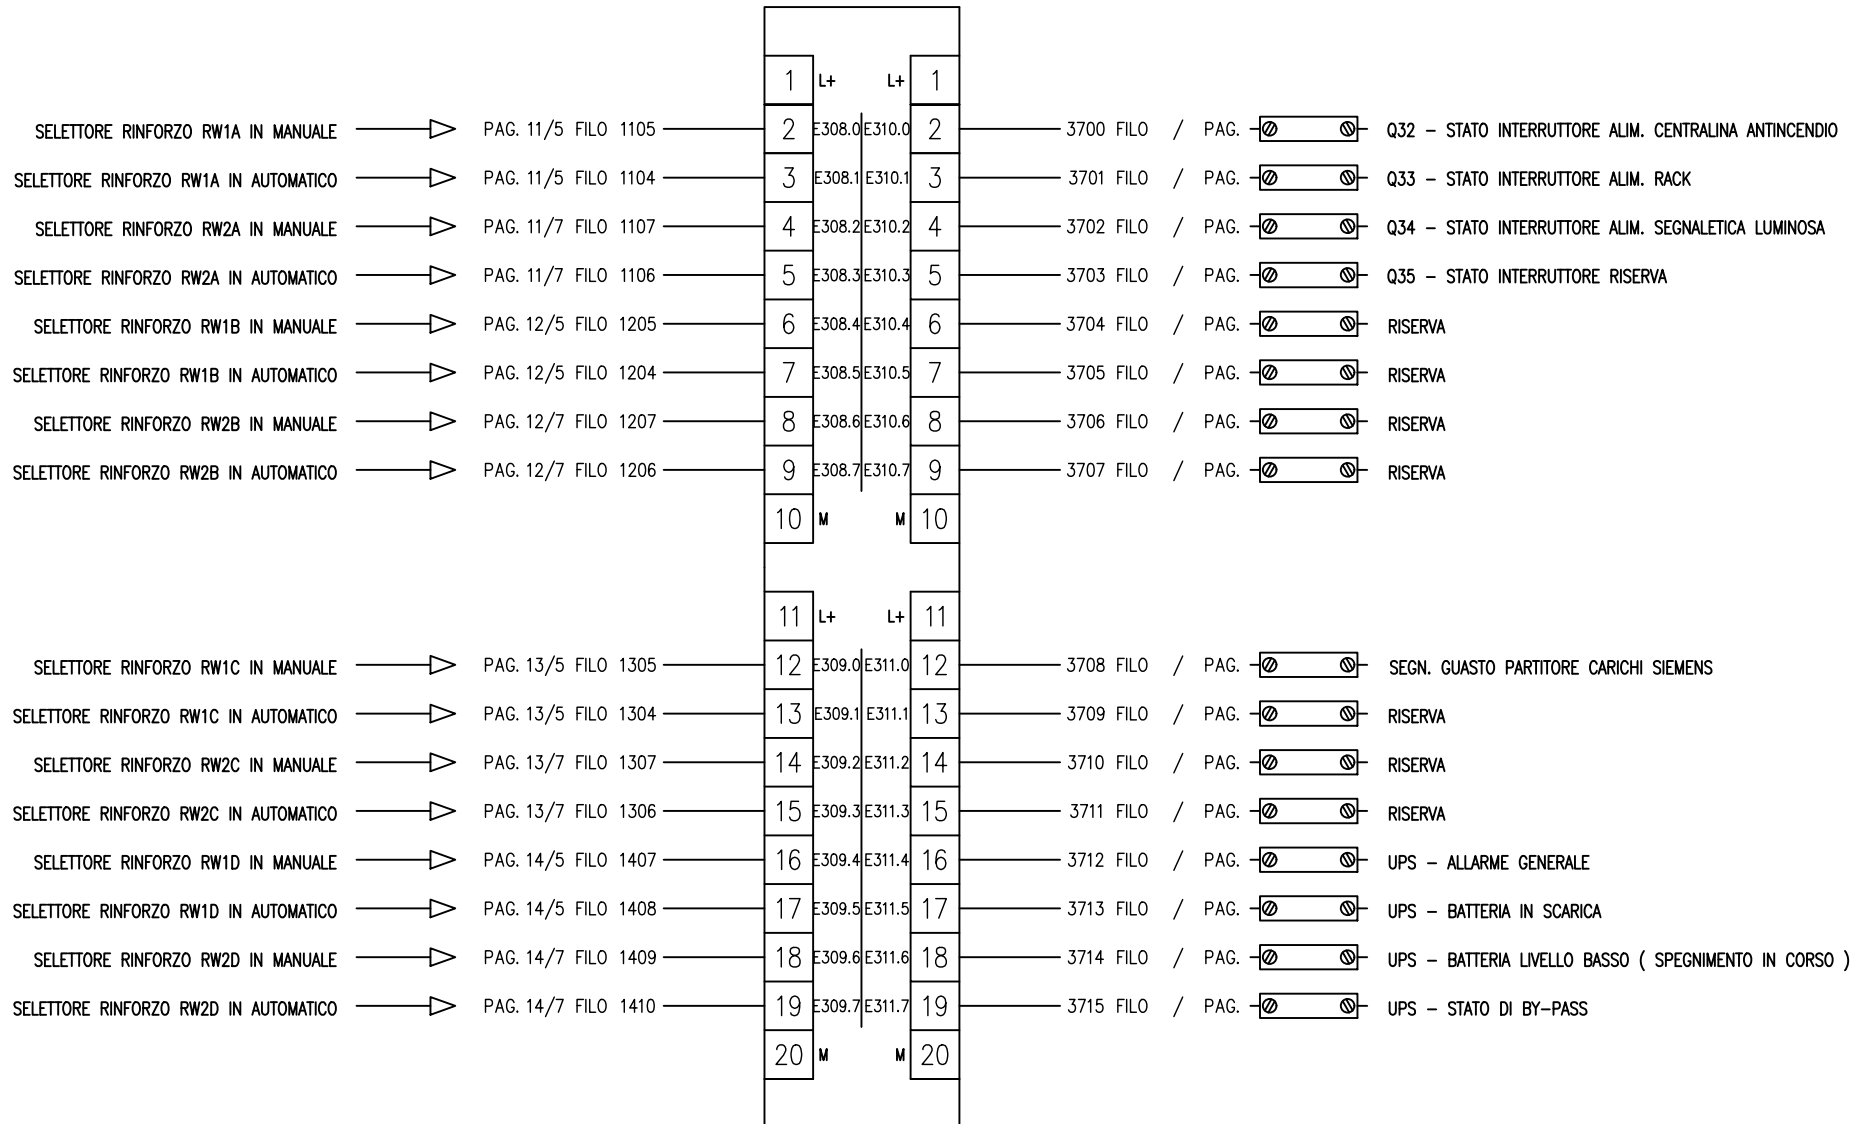 1 L+ L+ 1
SELETTORE RINFORZO RW1A IN MANUALE PAG. 11/5 FILO 1105 2 E308.0 E310.0 2 3700 FILO / PAG. Q32 - STATO INTERRUTTORE ALIM. CENTRALINA ANTINCENDIO
SELETTORE RINFORZO RW1A IN AUTOMATICO PAG. 11/5 FILO 1104 3 E308.1 E310.1 3 3701 FILO / PAG. Q33 - STATO INTERRUTTORE ALIM. RACK
SELETTORE RINFORZO RW2A IN MANUALE PAG. 11/7 FILO 1107 4 E308.2 E310.2 4 3702 FILO / PAG. Q34 - STATO INTERRUTTORE ALIM. SEGNALETICA LUMINOSA
SELETTORE RINFORZO RW2A IN AUTOMATICO PAG. 11/7 FILO 1106 5 E308.3 E310.3 5 3703 FILO / PAG. Q35 - STATO INTERRUTTORE RISERVA
SELETTORE RINFORZO RW1B IN MANUALE PAG. 12/5 FILO 1205 6 E308.4 E310.4 6 3704 FILO / PAG. RISERVA
SELETTORE RINFORZO RW1B IN AUTOMATICO PAG. 12/5 FILO 1204 7 E308.5 E310.5 7 3705 FILO / PAG. RISERVA
SELETTORE RINFORZO RW2B IN MANUALE PAG. 12/7 FILO 1207 8 E308.6 E310.6 8 3706 FILO / PAG. RISERVA
SELETTORE RINFORZO RW2B IN AUTOMATICO PAG. 12/7 FILO 1206 9 E308.7 E310.7 9 3707 FILO / PAG. RISERVA
10 M M 10
11 L+ L+ 11
SELETTORE RINFORZO RW1C IN MANUALE PAG. 13/5 FILO 1305 12 E309.0 E311.0 12 3708 FILO / PAG. SEGN. GUASTO PARTITORE CARICHI SIEMENS
SELETTORE RINFORZO RW1C IN AUTOMATICO PAG. 13/5 FILO 1304 13 E309.1 E311.1 13 3709 FILO / PAG. RISERVA
SELETTORE RINFORZO RW2C IN MANUALE PAG. 13/7 FILO 1307 14 E309.2 E311.2 14 3710 FILO / PAG. RISERVA
SELETTORE RINFORZO RW2C IN AUTOMATICO PAG. 13/7 FILO 1306 15 E309.3 E311.3 15 3711 FILO / PAG. RISERVA
SELETTORE RINFORZO RW1D IN MANUALE PAG. 14/5 FILO 1407 16 E309.4 E311.4 16 3712 FILO / PAG. UPS - ALLARME GENERALE
SELETTORE RINFORZO RW1D IN AUTOMATICO PAG. 14/5 FILO 1408 17 E309.5 E311.5 17 3713 FILO / PAG. UPS - BATTERIA IN SCARICA
SELETTORE RINFORZO RW2D IN MANUALE PAG. 14/7 FILO 1409 18 E309.6 E311.6 18 3714 FILO / PAG. UPS - BATTERIA LIVELLO BASSO ( SPEGNIMENTO IN CORSO )
SELETTORE RINFORZO RW2D IN AUTOMATICO PAG. 14/7 FILO 1410 19 E309.7 E311.7 19 3715 FILO / PAG. UPS - STATO DI BY-PASS
20 M M 20